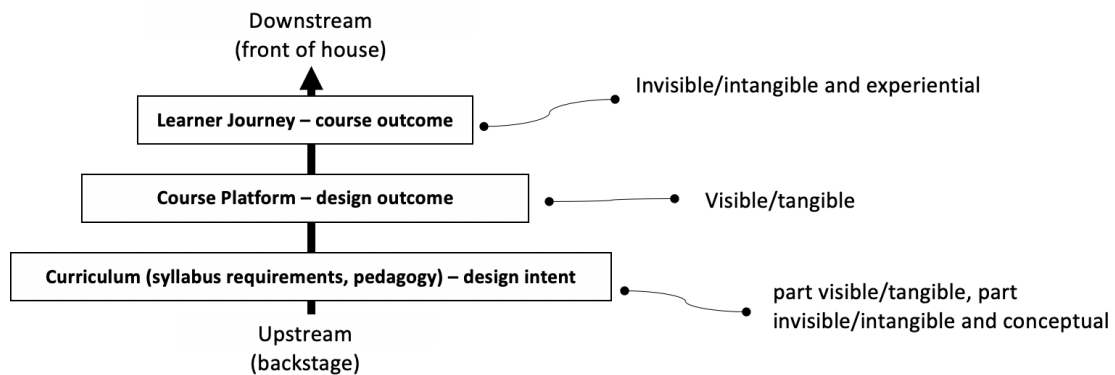 Downstream
(front of house)
Invisible/intangible and experiential
Learner Journey – course outcome
Course Platform – design outcome
Visible/tangible
Curriculum (syllabus requirements, pedagogy) – design intent
part visible/tangible, part
invisible/intangible and conceptual
Upstream
(backstage)